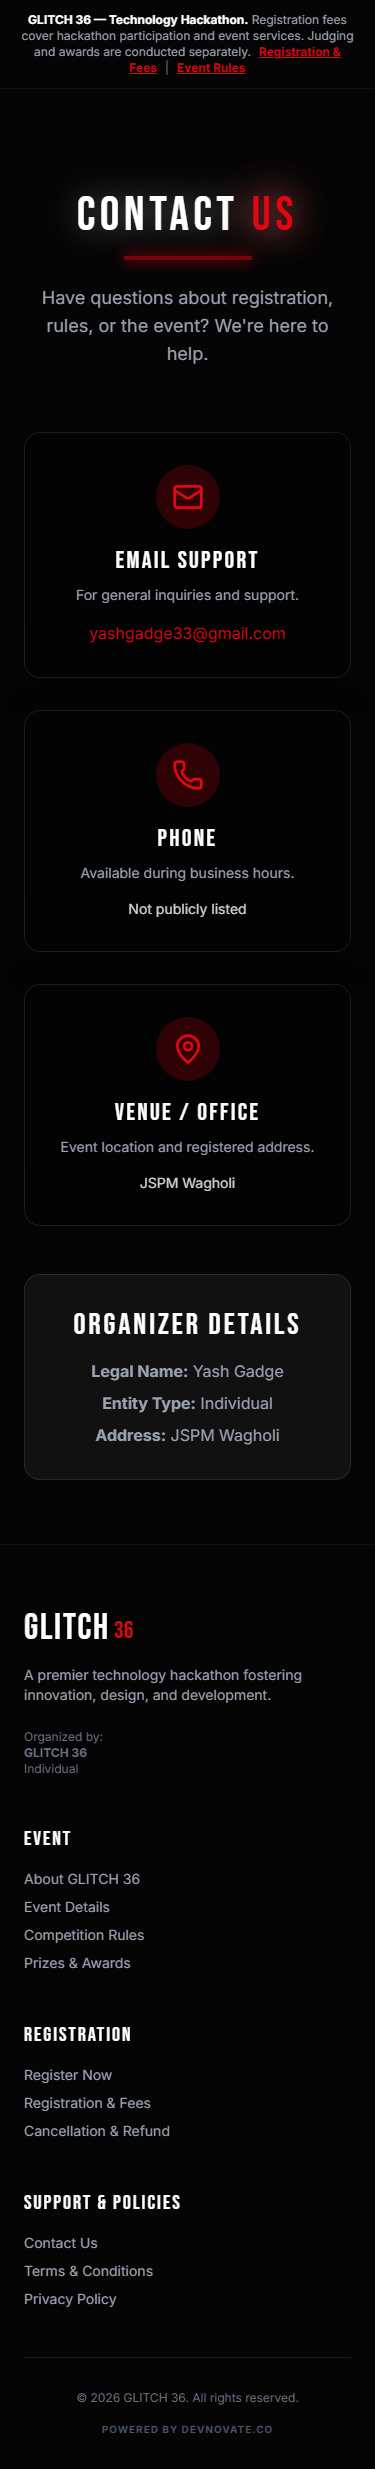 GLITCH 36 — Technology Hackathon. Registration fees
cover hackathon participation and event services. Judging
and awards are conducted separately. Registration &
Fees | Event Rules
CONTACT US
Have questions about registration,
rules, or the event? We're here to
help.
EMAIL SUPPORT
For general inquiries and support.
yashgadge33@gmail.com
PHONE
Available during business hours.
Not publicly listed
VENUE / OFFICE
Event location and registered address.
JSPM Wagholi
ORGANIZER DETAILS
Legal Name: Yash Gadge
Entity Type: Individual
Address: JSPM Wagholi
GLITCH 36
A premier technology hackathon fostering
innovation, design, and development.
Organized by:
GLITCH 36
Individual
EVENT
About GLITCH 36
Event Details
Competition Rules
Prizes & Awards
REGISTRATION
Register Now
Registration & Fees
Cancellation & Refund
SUPPORT & POLICIES
Contact Us
Terms & Conditions
Privacy Policy
© 2026 GLITCH 36. All rights reserved.
POWERED BY DEVNOVATE.CO